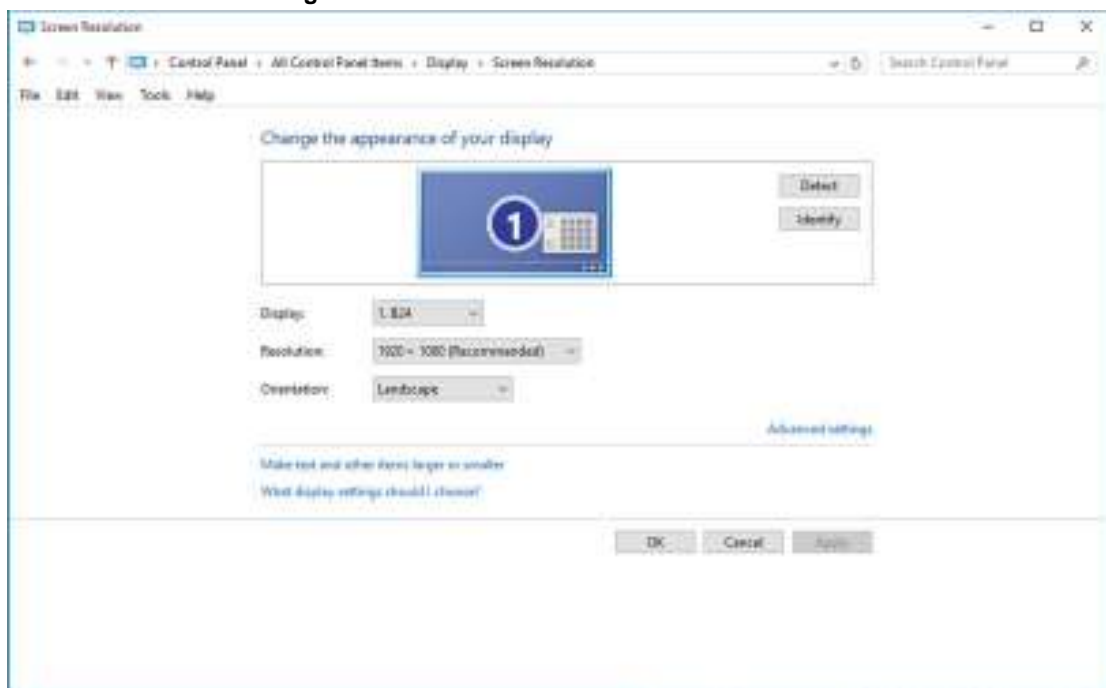 Screen Resolution
Control Panel › All Control Panel Items › Display › Screen Resolution
Search Control Panel
File Edit View Tools Help
Change the appearance of your display
1
Detect
Identify
Display: 1. B24
Resolution: 1920 × 1080 (Recommended)
Orientation: Landscape
Advanced settings
Make text and other items larger or smaller
What display settings should I choose?
OK Cancel Apply